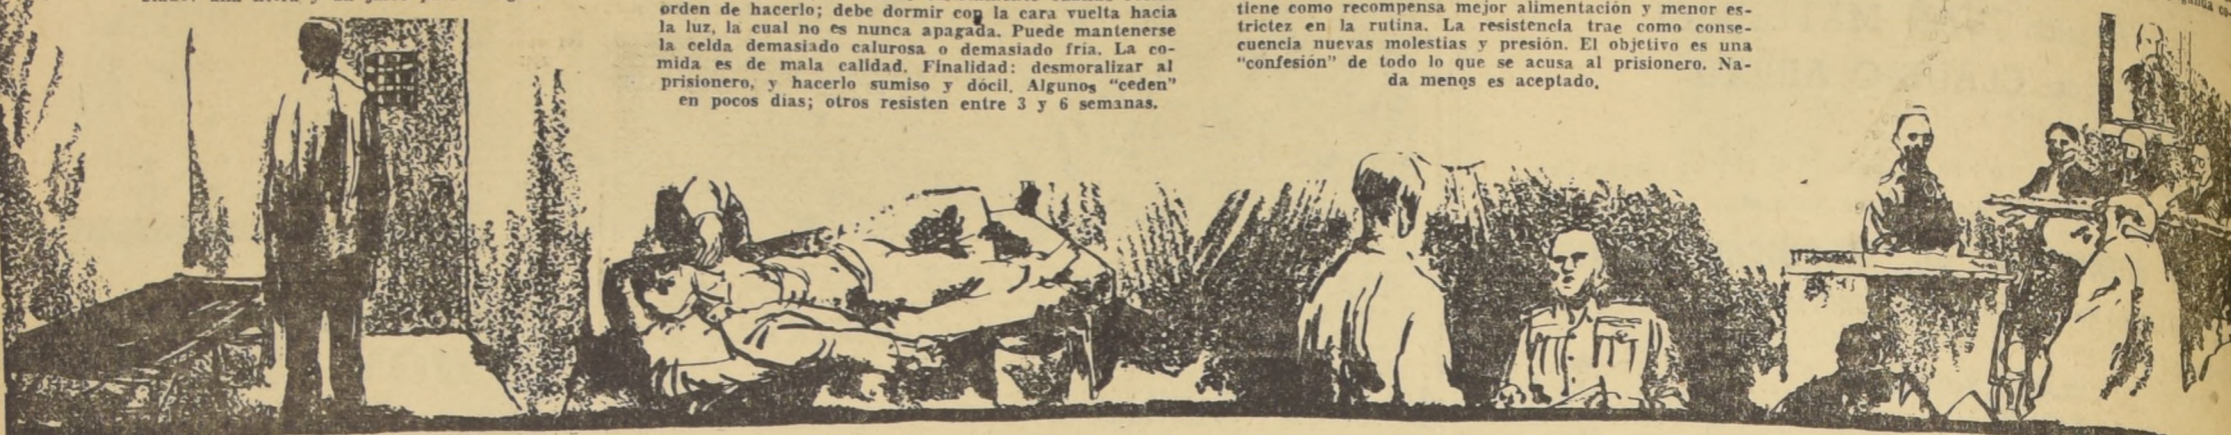 orden de hacerlo; debe dormir con la cara vuelta hacia
la luz, la cual no es nunca apagada. Puede mantenerse
la celda demasiado calurosa o demasiado fría. La co-
mida es de mala calidad. Finalidad: desmoralizar al
prisionero, y hacerlo sumiso y dócil. Algunos "ceden"
en pocos días; otros resisten entre 3 y 6 semanas.
tiene como recompensa mejor alimentación y menor es-
trictez en la rutina. La resistencia trae como conse-
cuencia nuevas molestias y presión. El objetivo es una
"confesión" de todo lo que se acusa al prisionero. Na-
da menos es aceptado.